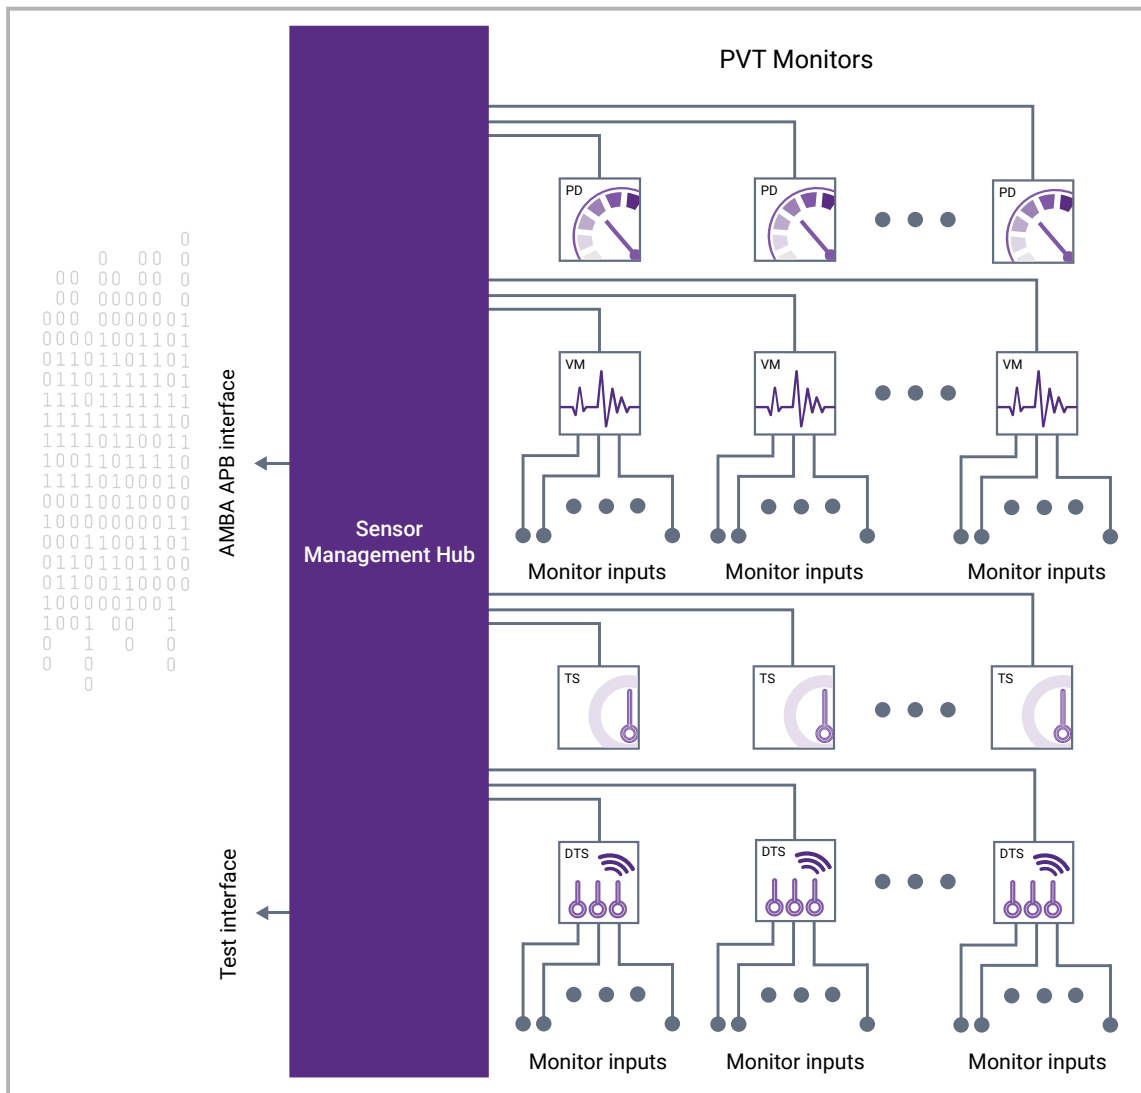 PVT Monitors
PD
PD
PD
VM
VM
VM
AMBA APB interface
Sensor
Management Hub
Monitor inputs
Monitor inputs
Monitor inputs
TS
TS
TS
Test interface
DTS
DTS
DTS
Monitor inputs
Monitor inputs
Monitor inputs